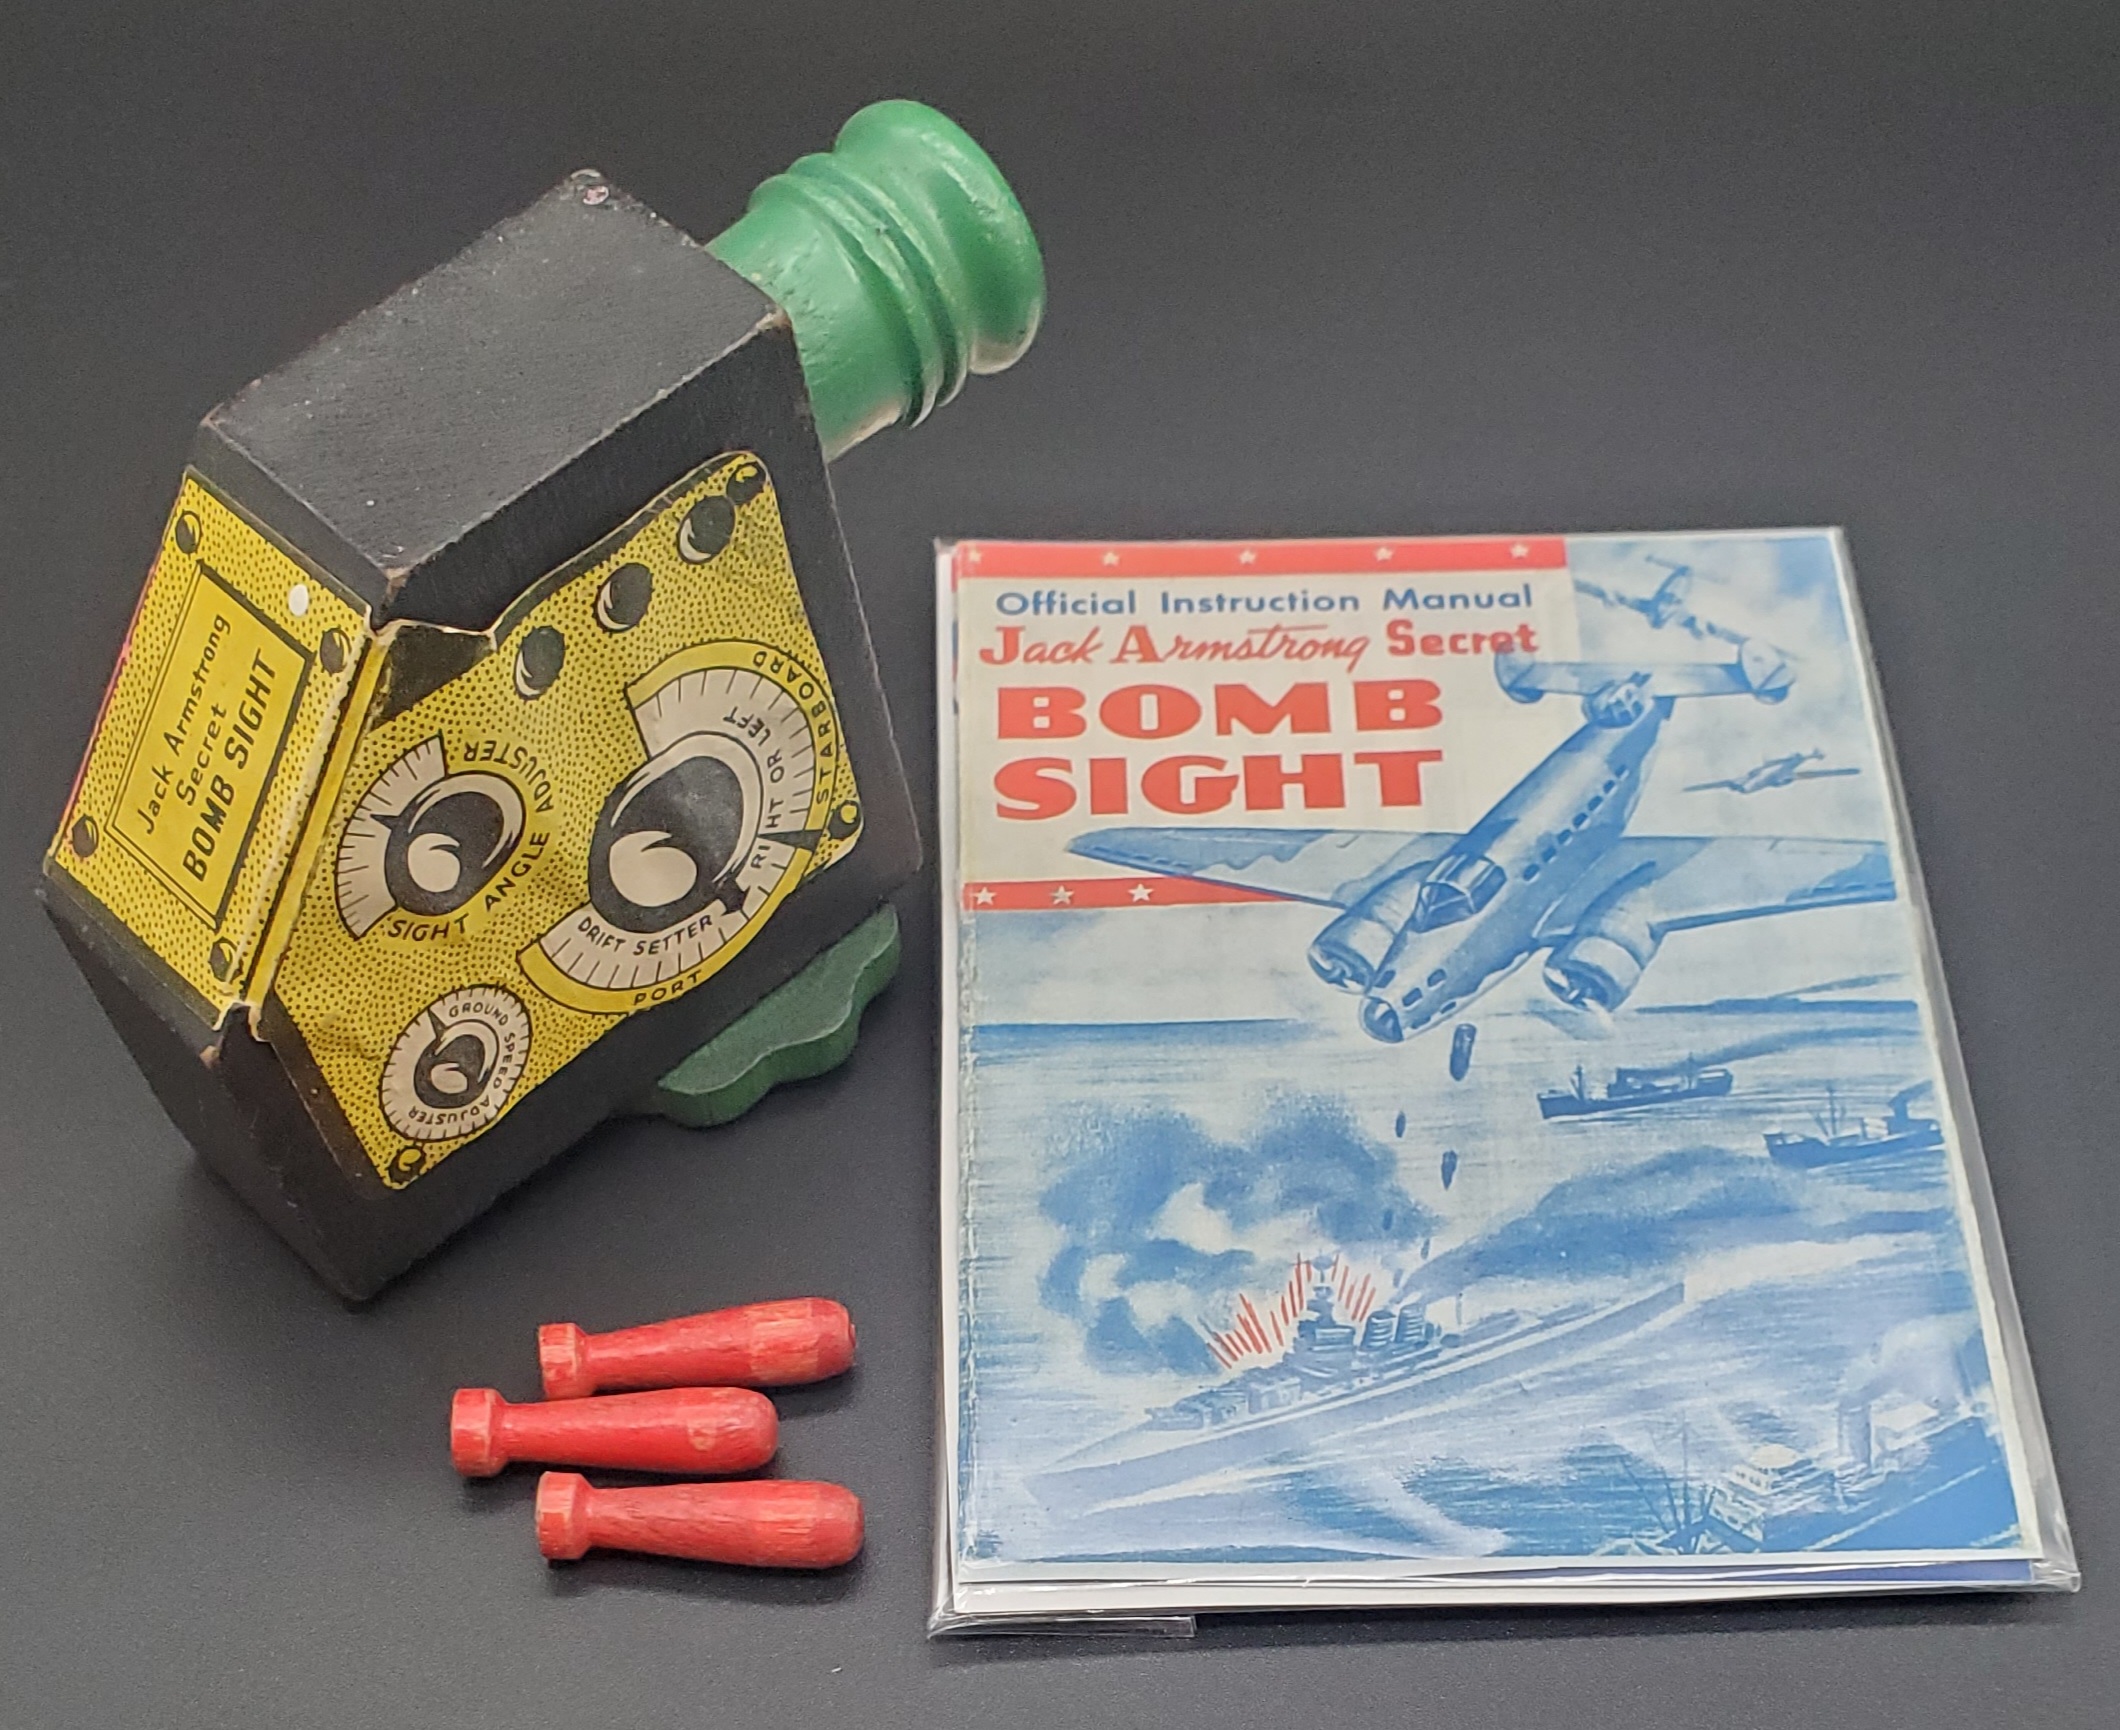 Jack Armstrong
Secret
BOMB SIGHT
SIGHT ANGLE ADJUSTER
STARBOARD
RIGHT OR LEFT
DRIFT SETTER
PORT
GROUND SPEED ADJUSTER
Official Instruction Manual
Jack Armstrong Secret
BOMB
SIGHT